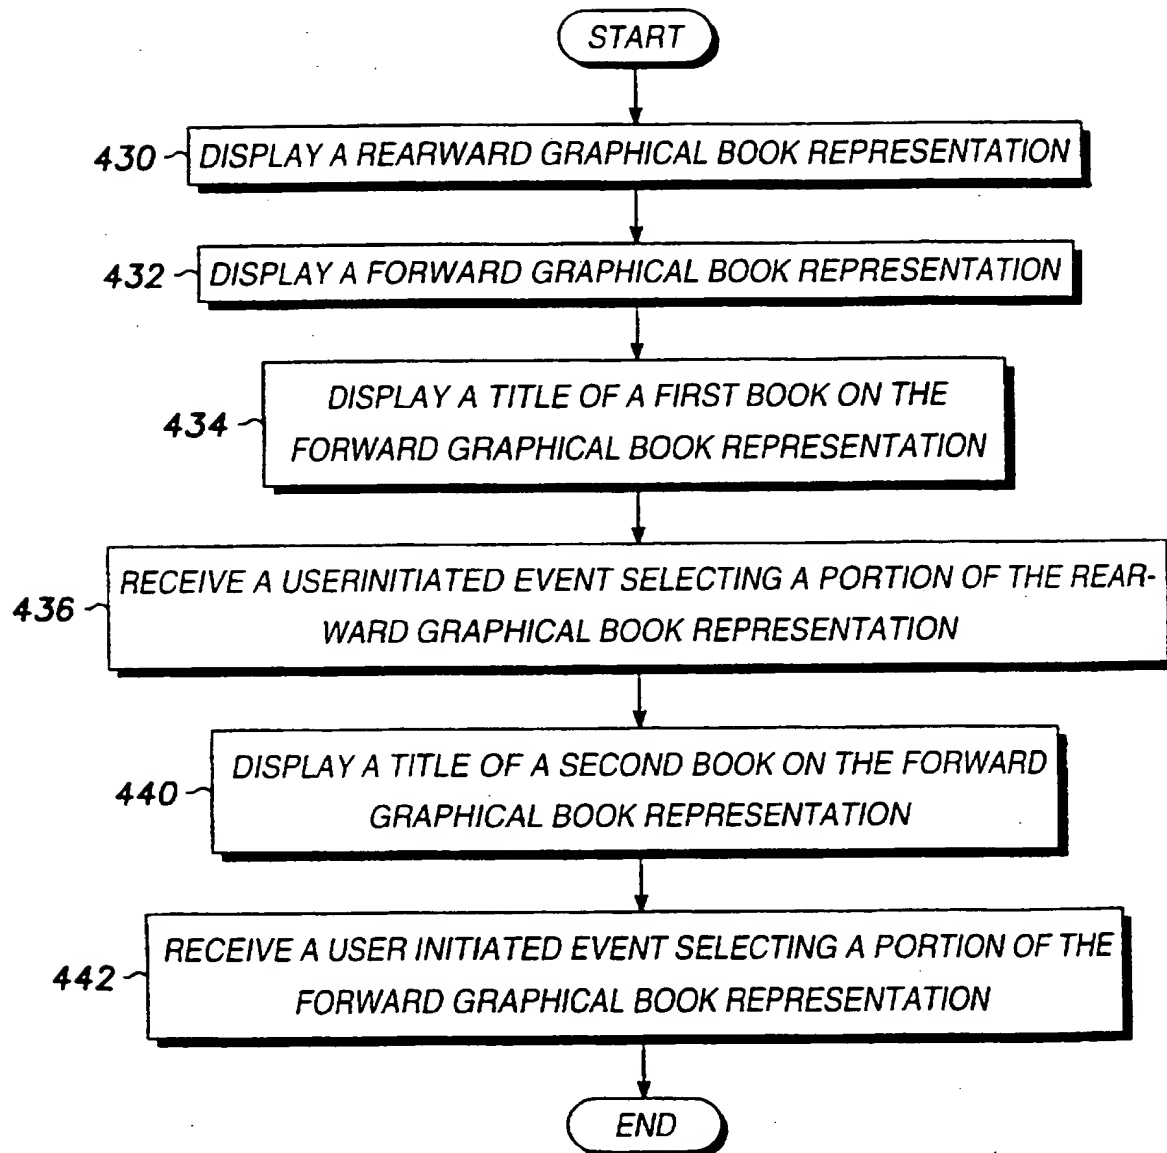 START
430 DISPLAY A REARWARD GRAPHICAL BOOK REPRESENTATION
432 DISPLAY A FORWARD GRAPHICAL BOOK REPRESENTATION
434 DISPLAY A TITLE OF A FIRST BOOK ON THE
FORWARD GRAPHICAL BOOK REPRESENTATION
436 RECEIVE A USERINITIATED EVENT SELECTING A PORTION OF THE REAR-
WARD GRAPHICAL BOOK REPRESENTATION
440 DISPLAY A TITLE OF A SECOND BOOK ON THE FORWARD
GRAPHICAL BOOK REPRESENTATION
442 RECEIVE A USER INITIATED EVENT SELECTING A PORTION OF THE
FORWARD GRAPHICAL BOOK REPRESENTATION
END